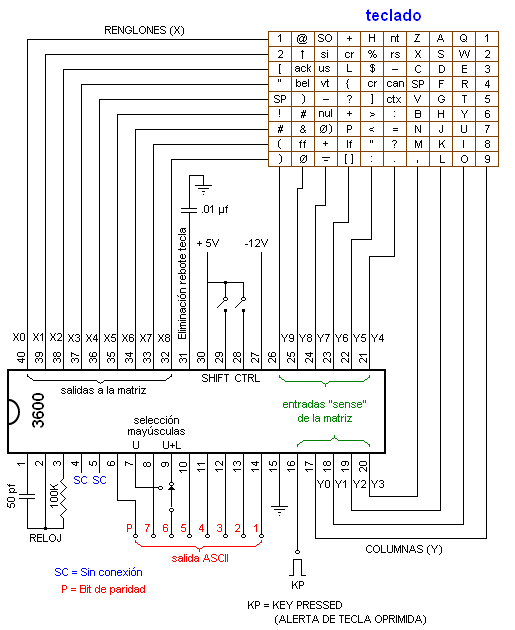 teclado
RENGLONES (X)
1 @ SO + H nt Z A Q 1
2 ↑ si cr % rs X S W 2
[ ack us L $ – C D E 3
" bel vt { cr can SP F R 4
SP ) – ? ] ctx V G T 5
! # nul + > : B H Y 6
# & Ø) P < = N J U 7
( ff + lf " ? M K I 8
) Ø [ ] : . , L O 9
.01 µf
Eliminación rebote tecla
+ 5V -12V
X0 X1 X2 X3 X4 X5 X6 X7 X8 Y9 Y8 Y7 Y6 Y5 Y4
40 39 38 37 36 35 34 33 32 31 30 29 28 27 26 25 24 23 22 21
SHIFT CTRL
salidas a la matriz
3600
entradas "sense"
de la matriz
selección
mayúsculas
U U+L
1 2 3 4 5 6 7 8 9 10 11 12 13 14 15 16 17 18 19 20
SC SC
Y0 Y1 Y2 Y3
50 pf
100K
RELOJ
P 7 6 5 4 3 2 1
salida ASCII
COLUMNAS (Y)
SC = Sin conexión
P = Bit de paridad
KP
KP = KEY PRESSED
(ALERTA DE TECLA OPRIMIDA)